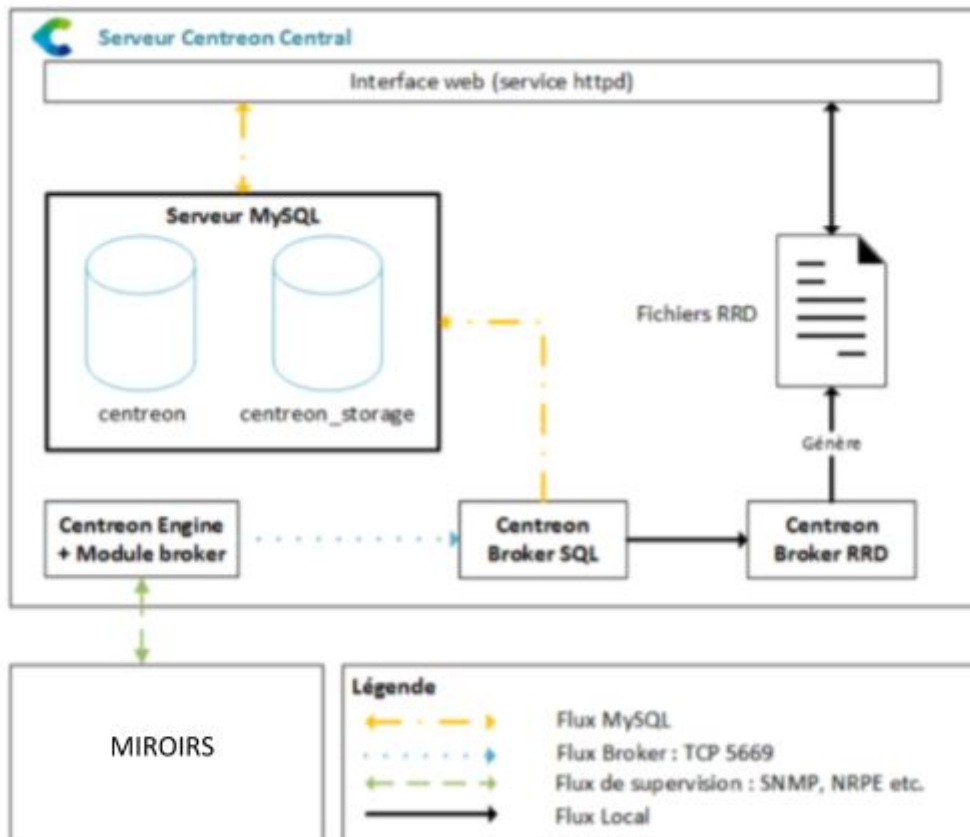 Serveur Centreon Central
Interface web (service httpd)
Serveur MySQL
centreon
centreon_storage
Fichiers RRD
Génère
Centreon Engine
+ Module broker
Centreon
Broker SQL
Centreon
Broker RRD
MIROIRS
Légende
Flux MySQL
Flux Broker : TCP 5669
Flux de supervision : SNMP, NRPE etc.
Flux Local